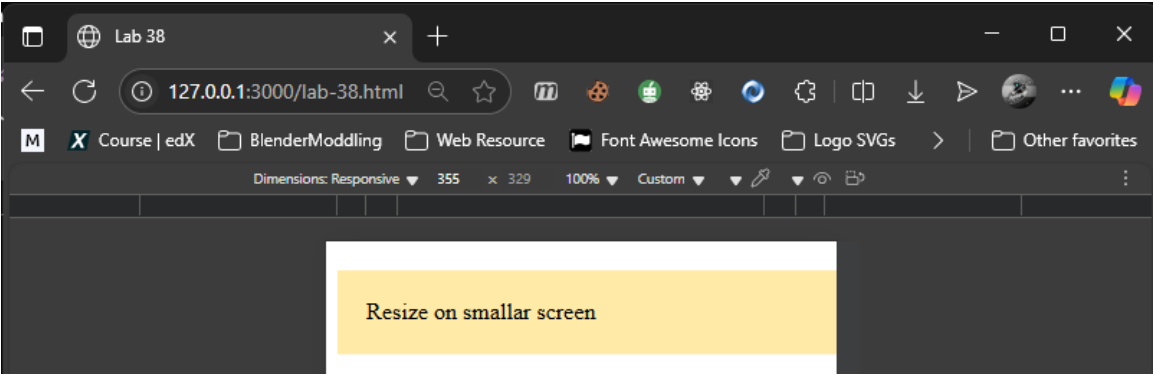 Lab 38
127.0.0.1:3000/lab-38.html
M Course | edX BlenderModdling Web Resource Font Awesome Icons Logo SVGs Other favorites
Dimensions: Responsive 355 × 329 100% Custom
Resize on smallar screen